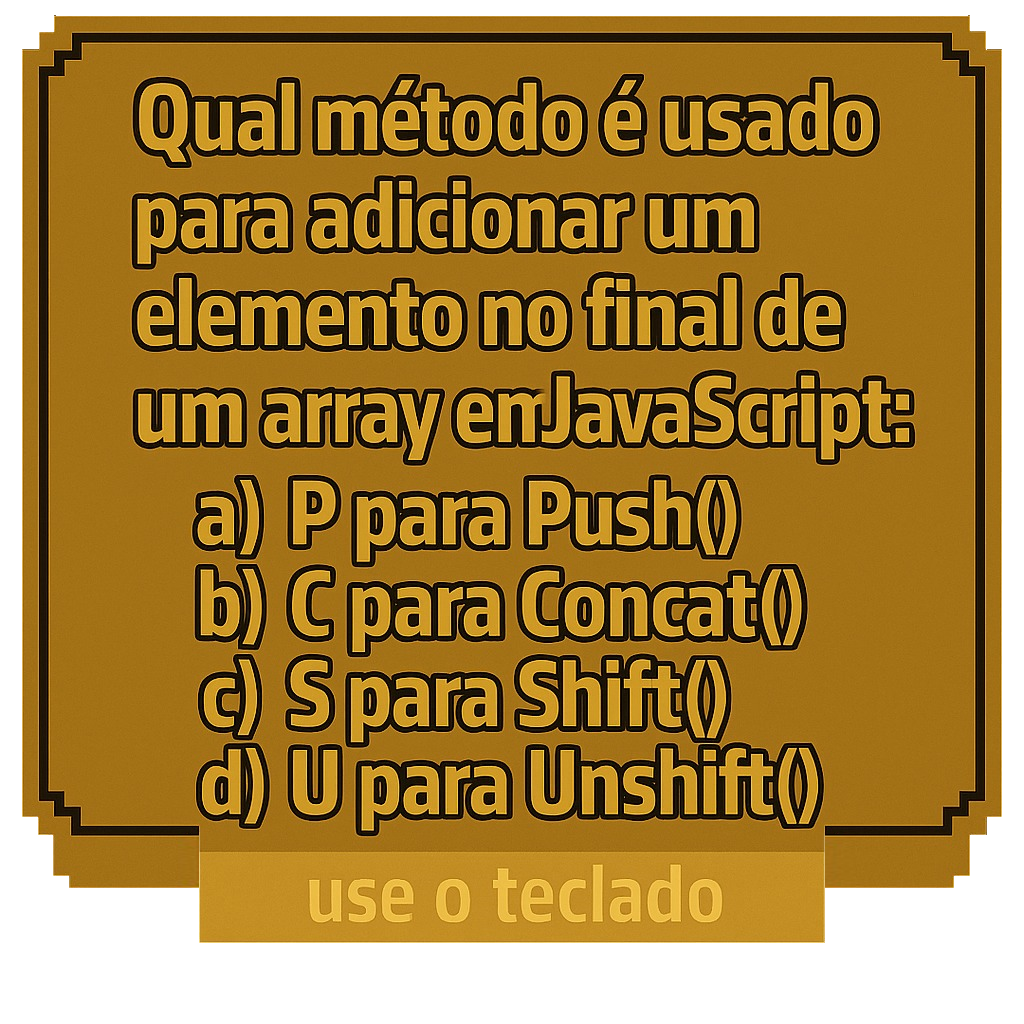 Qual método é usado
para adicionar um
elemento no final de
um array enJavaScript:
a) P para Push()
b) C para Concat()
c) S para Shift()
d) U para Unshift()
use o teclado